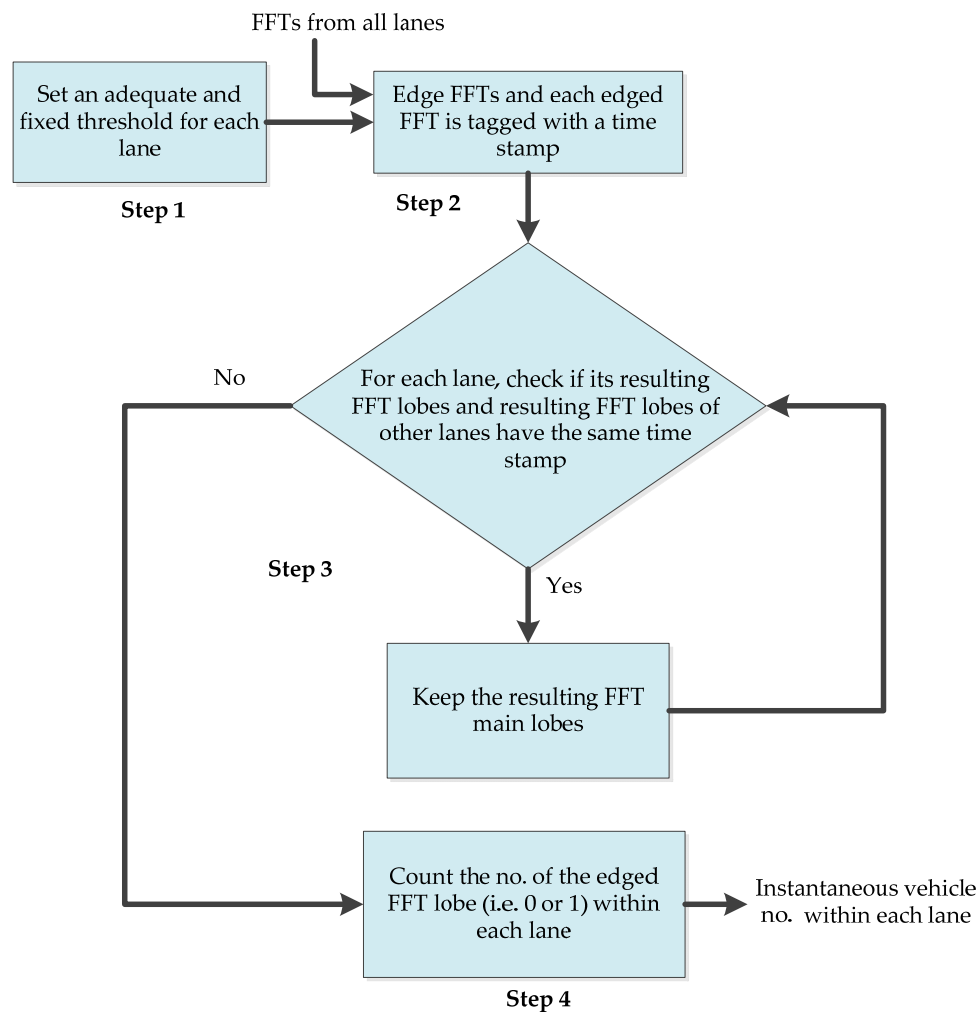 FFTs from all lanes
Set an adequate and
fixed threshold for each
lane
Edge FFTs and each edged
FFT is tagged with a time
stamp
Step 1
Step 2
No
For each lane, check if its resulting
FFT lobes and resulting FFT lobes of
other lanes have the same time
stamp
Step 3
Yes
Keep the resulting FFT
main lobes
Count the no. of the edged
FFT lobe (i.e. 0 or 1) within
each lane
Instantaneous vehicle
no. within each lane
Step 4